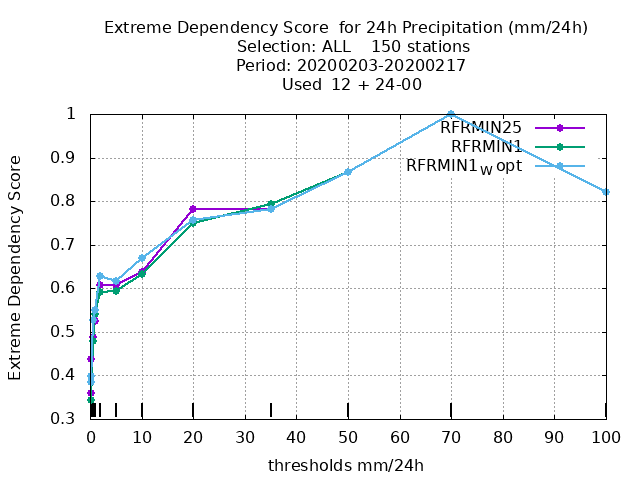 Extreme Dependency Score  for 24h Precipitation (mm/24h)
Selection: ALL    150 stations
Period: 20200203-20200217
Used  12 + 24-00
1
0.9
0.8
0.7
0.6
0.5
0.4
0.3
Extreme Dependency Score
RFRMIN25
RFRMIN1
RFRMIN1W opt
0 10 20 30 40 50 60 70 80 90 100
thresholds mm/24h